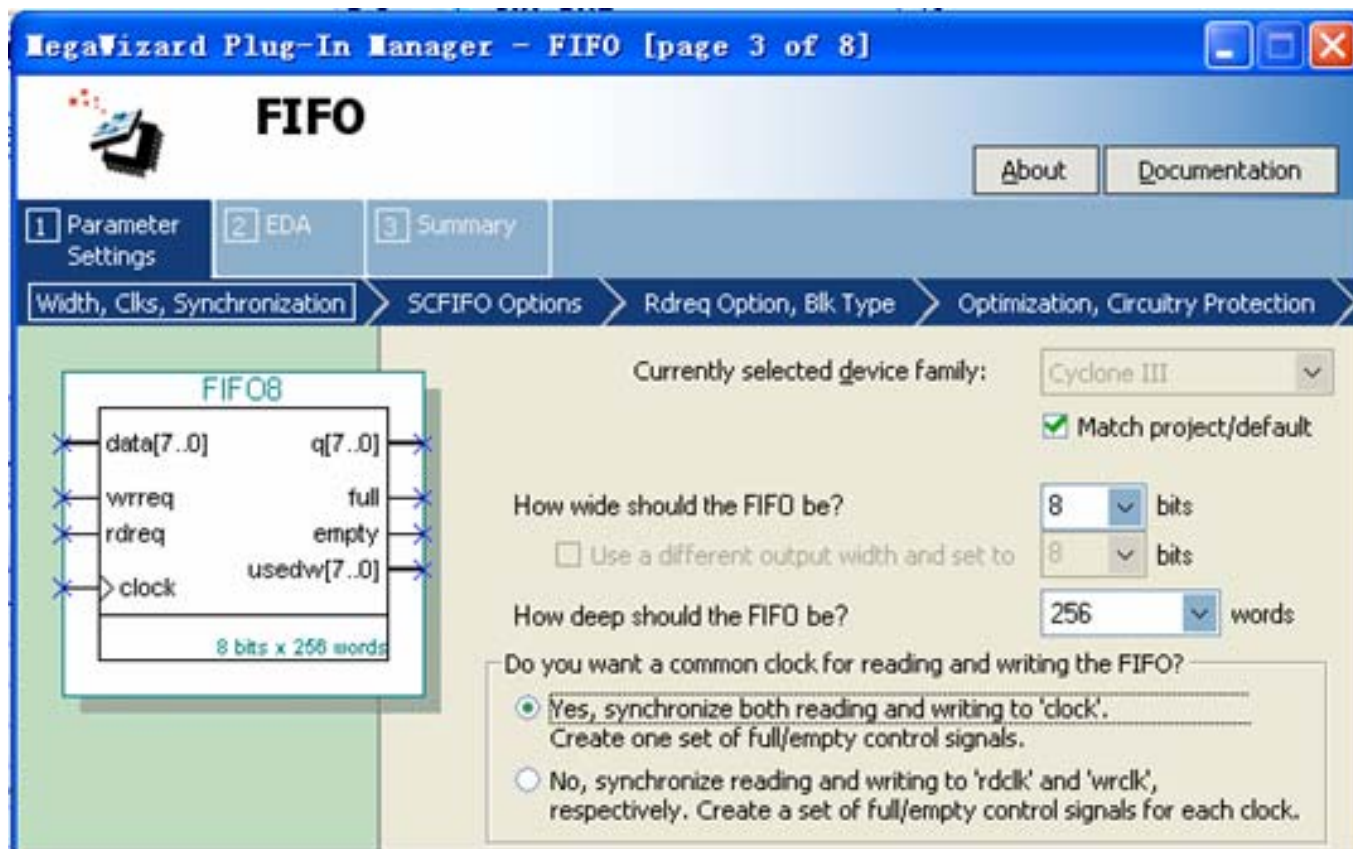 MegaWizard Plug-In Manager - FIFO [page 3 of 8]
FIFO
About
Documentation
1 Parameter Settings
2 EDA
3 Summary
Width, Clks, Synchronization
SCFIFO Options
Rdreq Option, Blk Type
Optimization, Circuitry Protection
FIFO8
data[7..0]
q[7..0]
wrreq
full
rdreq
empty
usedw[7..0]
clock
8 bits x 256 words
Currently selected device family:
Cyclone III
Match project/default
How wide should the FIFO be?
8
bits
Use a different output width and set to
8
bits
How deep should the FIFO be?
256
words
Do you want a common clock for reading and writing the FIFO?
Yes, synchronize both reading and writing to 'clock'.
Create one set of full/empty control signals.
No, synchronize reading and writing to 'rdclk' and 'wrclk',
respectively. Create a set of full/empty control signals for each clock.